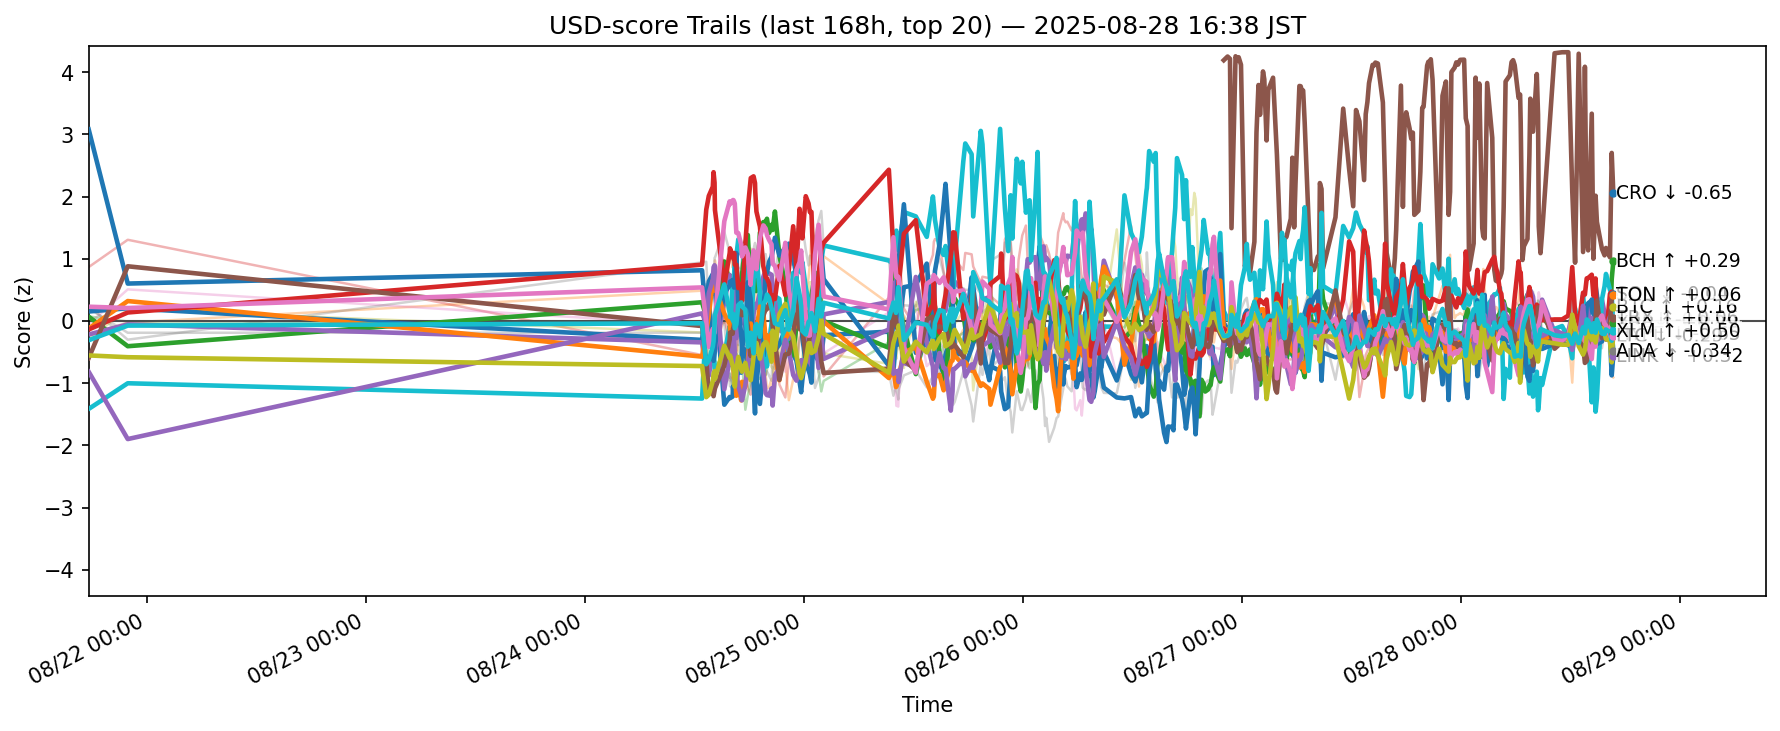 USD-score Trails (last 168h, top 20) — 2025-08-28 16:38 JST
Score (z)
4
3
2
1
0
−1
−2
−3
−4
CRO ↓ -0.65
BCH ↑ +0.29
TON ↑ +0.06
BTC ↑ +0.16
XLM ↑ +0.50
ADA ↓ -0.34
08/22 00:00
08/23 00:00
08/24 00:00
08/25 00:00
08/26 00:00
08/27 00:00
08/28 00:00
08/29 00:00
Time